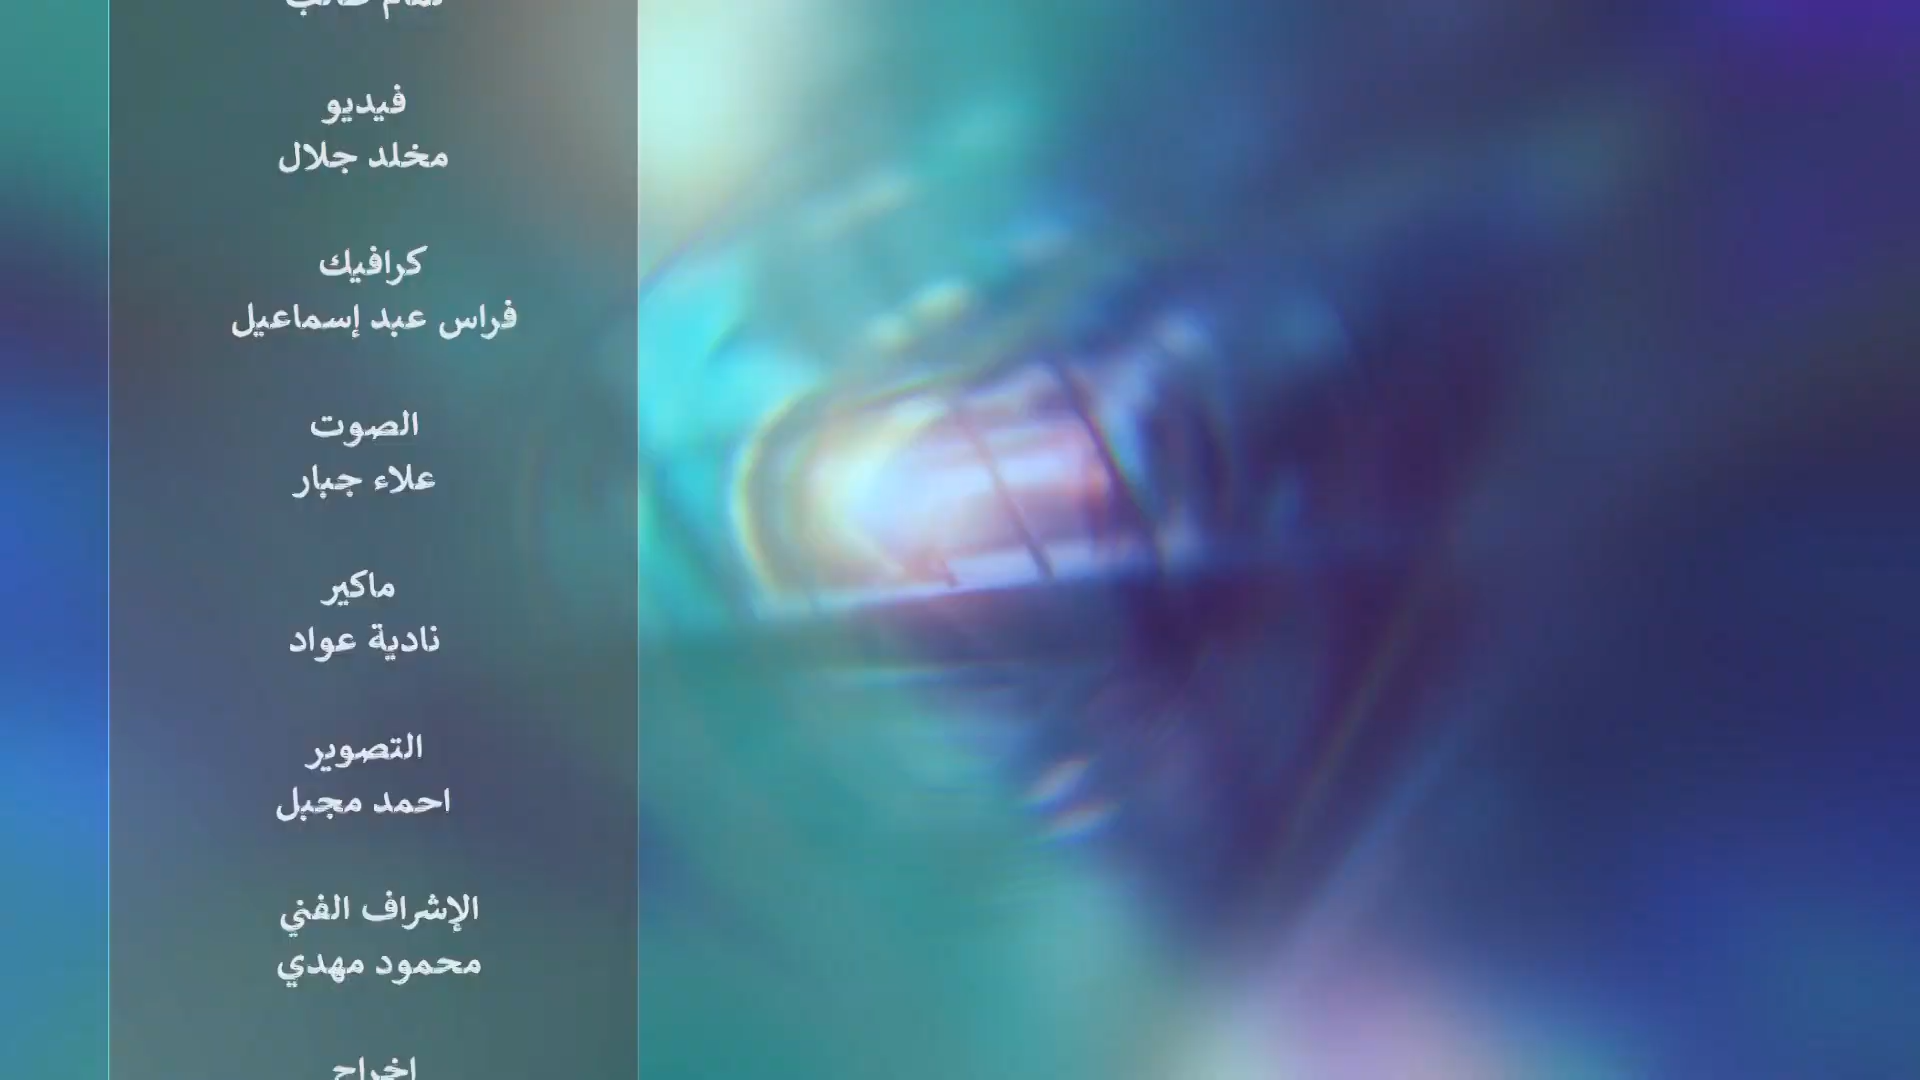 فيديو
مخلد جلال
كرافيك
فراس عبد إسماعيل
الصوت
علاء جبار
ماكير
نادية عواد
التصوير
احمد مجبل
الإشراف الفني
محمود مهدي
اخراج